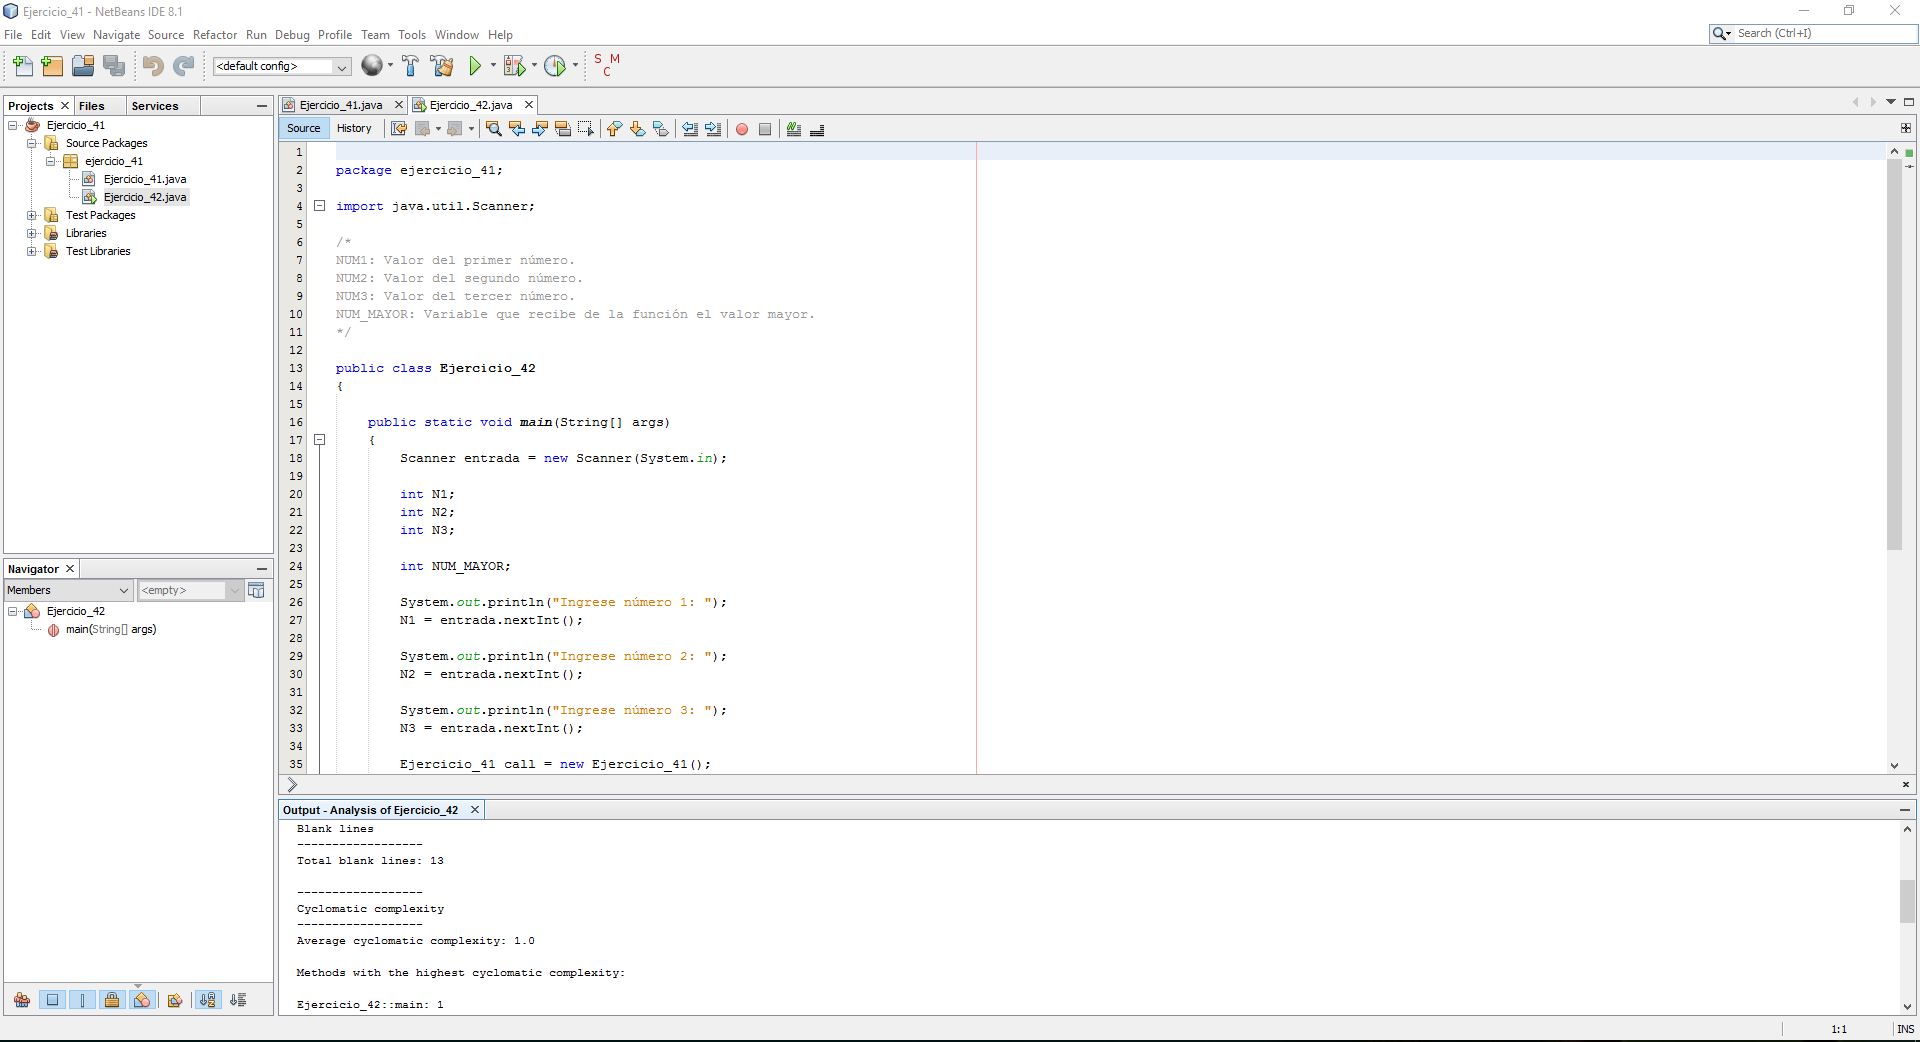 Ejercicio_41 - NetBeans IDE 8.1
File Edit View Navigate Source Refactor Run Debug Profile Team Tools Window Help
Search (Ctrl+I)
<default config>
S M
C
Projects Files Services
Ejercicio_41
Source Packages
ejercicio_41
Ejercicio_41.java
Ejercicio_42.java
Test Packages
Libraries
Test Libraries
Navigator
Members <empty>
Ejercicio_42
main(String[] args)
Ejercicio_41.java Ejercicio_42.java
Source History
1
2 package ejercicio_41;
3
4 import java.util.Scanner;
5
6 /*
7 NUM1: Valor del primer número.
8 NUM2: Valor del segundo número.
9 NUM3: Valor del tercer número.
10 NUM_MAYOR: Variable que recibe de la función el valor mayor.
11 */
12
13 public class Ejercicio_42
14 {
15
16 public static void main(String[] args)
17 {
18 Scanner entrada = new Scanner(System.in);
19
20 int N1;
21 int N2;
22 int N3;
23
24 int NUM_MAYOR;
25
26 System.out.println("Ingrese número 1: ");
27 N1 = entrada.nextInt();
28
29 System.out.println("Ingrese número 2: ");
30 N2 = entrada.nextInt();
31
32 System.out.println("Ingrese número 3: ");
33 N3 = entrada.nextInt();
34
35 Ejercicio_41 call = new Ejercicio_41();
Output - Analysis of Ejercicio_42
Blank lines
------------------
Total blank lines: 13
------------------
Cyclomatic complexity
------------------
Average cyclomatic complexity: 1.0
Methods with the highest cyclomatic complexity:
Ejercicio_42::main: 1
1:1 INS